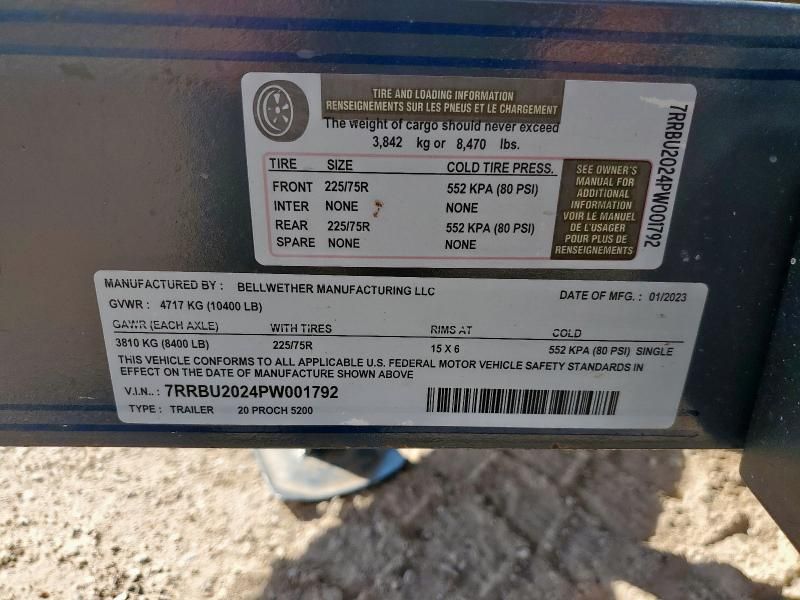 TIRE AND LOADING INFORMATION
RENSEIGNEMENTS SUR LES PNEUS ET LE CHARGEMENT
The weight of cargo should never exceed
3,842 kg or 8,470 lbs.
TIRE SIZE COLD TIRE PRESS.
FRONT 225/75R 552 KPA (80 PSI)
INTER NONE NONE
REAR 225/75R 552 KPA (80 PSI)
SPARE NONE NONE
SEE OWNER'S
MANUAL FOR
ADDITIONAL
INFORMATION
VOIR LE MANUEL
DE L'USAGER
POUR PLUS DE
RENSEIGNEMENTS
7RRBU2024PW001792
MANUFACTURED BY : BELLWETHER MANUFACTURING LLC
GVWR : 4717 KG (10400 LB) DATE OF MFG. : 01/2023
GAWR (EACH AXLE) WITH TIRES RIMS AT COLD
3810 KG (8400 LB) 225/75R 15 X 6 552 KPA (80 PSI) SINGLE
THIS VEHICLE CONFORMS TO ALL APPLICABLE U.S. FEDERAL MOTOR VEHICLE SAFETY STANDARDS IN
EFFECT ON THE DATE OF MANUFACTURE SHOWN ABOVE
V.I.N.. : 7RRBU2024PW001792
TYPE : TRAILER 20 PROCH 5200